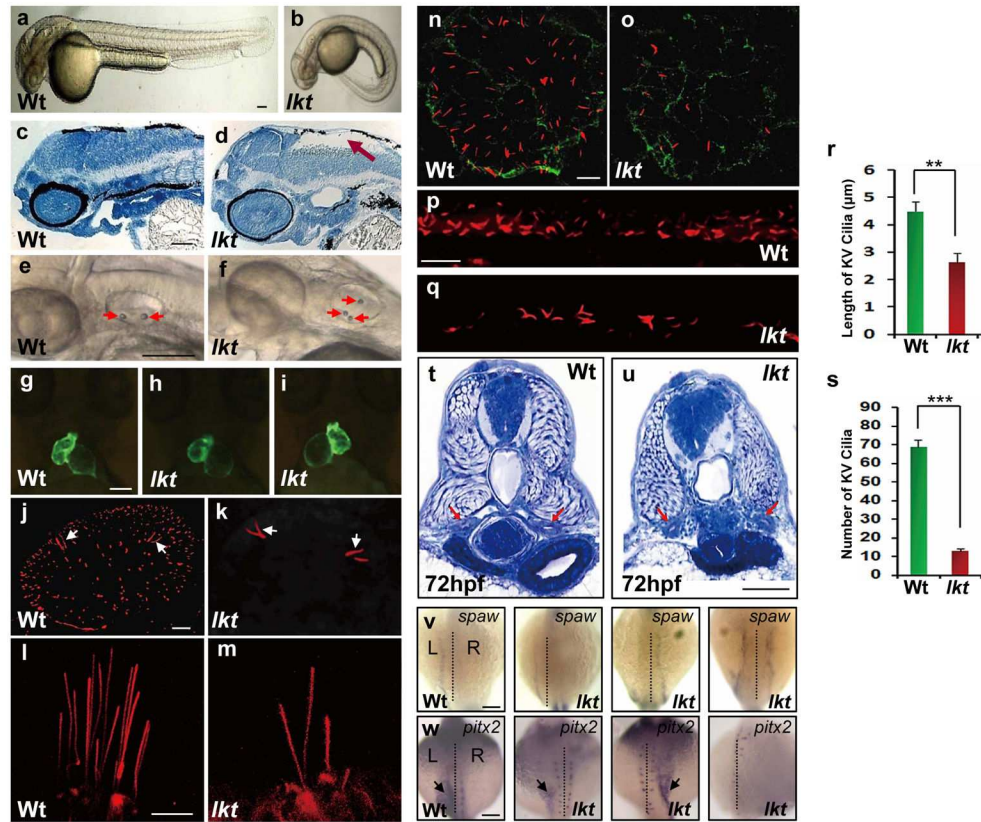 a
Wt
b
lkt
c
Wt
d
lkt
e
Wt
f
lkt
g
Wt
h
lkt
i
j
Wt
k
lkt
l
Wt
m
lkt
n
Wt
o
lkt
p
Wt
q
lkt
t
Wt
72hpf
u
lkt
72hpf
v
spaw
L
R
Wt
spaw
lkt
spaw
lkt
spaw
lkt
w
pitx2
L
R
Wt
pitx2
lkt
pitx2
lkt
pitx2
lkt
r
**
Length of KV Cilia (µm)
6
5
4
3
2
1
0
Wt
lkt
s
***
Number of KV Cilia
90
80
70
60
50
40
30
20
10
0
Wt
lkt